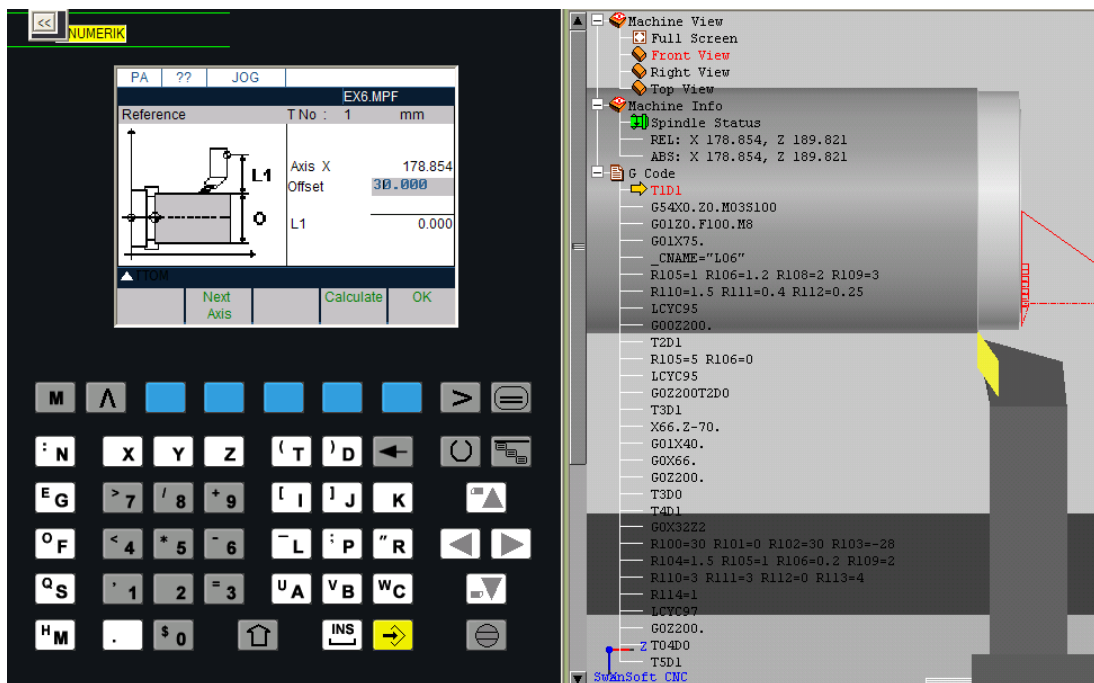 <<
NUMERIK
PA ?? JOG
EX6.MPF
Reference T No : 1 mm
L1
O
Axis X 178.854
Offset 30.000
L1 0.000
TTOM
Next Axis Calculate OK
M Λ > =
: N X Y Z ( T ) D
E G > 7 / 8 + 9 [ I ] J K
O F < 4 * 5 - 6 ¯ L ; P " R
Q S ' 1 2 = 3 U A V B W C
H M . $ 0 INS
Machine View
Full Screen
Front View
Right View
Top View
Machine Info
Spindle Status
REL: X 178.854, Z 189.821
ABS: X 178.854, Z 189.821
G Code
T1D1
G54X0.Z0.M03S100
G01Z0.F100.M8
G01X75.
_CNAME="L06"
R105=1 R106=1.2 R108=2 R109=3
R110=1.5 R111=0.4 R112=0.25
LCYC95
G00Z200.
T2D1
R105=5 R106=0
LCYC95
G0Z200T2D0
T3D1
X66.Z-70.
G01X40.
G0X66.
G0Z200.
T3D0
T4D1
G0X32Z2
R100=30 R101=0 R102=30 R103=-28
R104=1.5 R105=1 R106=0.2 R109=2
R110=3 R111=3 R112=0 R113=4
R114=1
LCYC97
G0Z200.
Z T04D0
T5D1
SwanSoft CNC